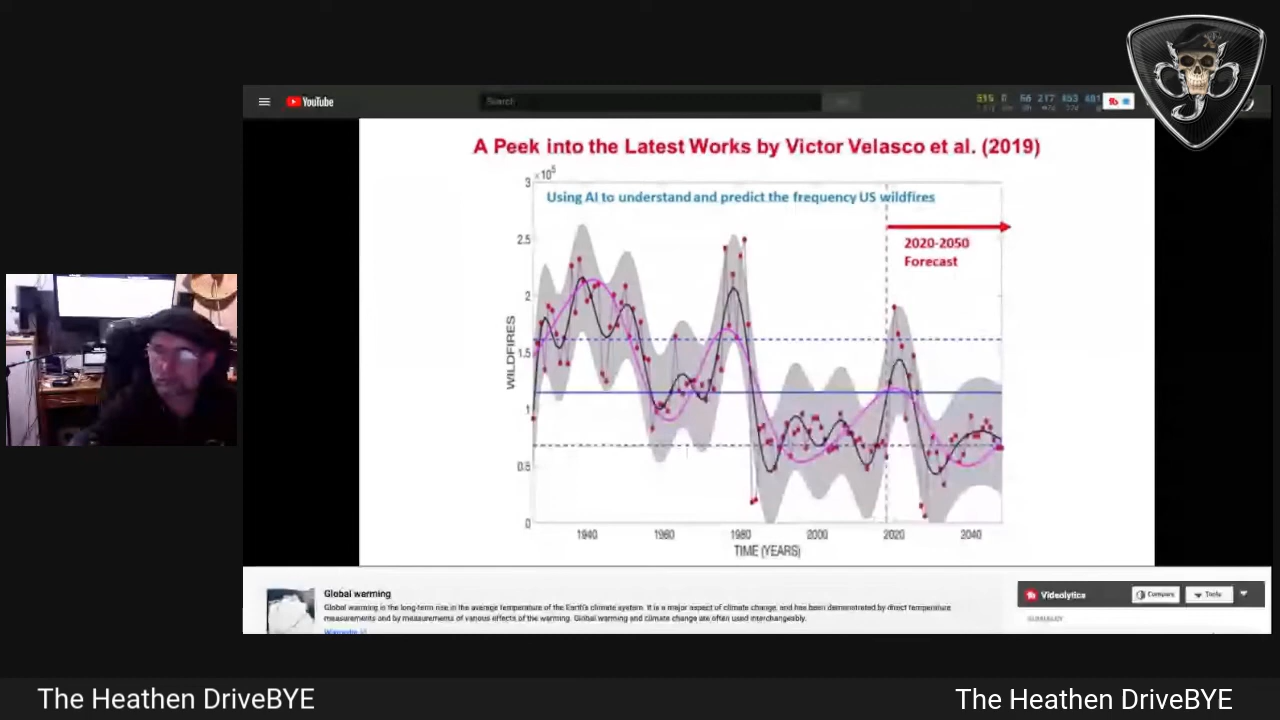 YouTube
Search
A Peek into the Latest Works by Victor Velasco et al. (2019)
×10⁵
Using AI to understand and predict the frequency US wildfires
2020-2050
Forecast
3
2.5
2
1.5
1
0.5
0
WILDFIRES
1940 1960 1980 2000 2020 2040
TIME (YEARS)
Global warming
Global warming is the long-term rise in the average temperature of the Earth's climate system. It is a major aspect of climate change, and has been demonstrated by direct temperature
measurements and by measurements of various effects of the warming. Global warming and climate change are often used interchangeably.
Wikipedia
Videolytics
Compare
Tools
The Heathen DriveBYE
The Heathen DriveBYE